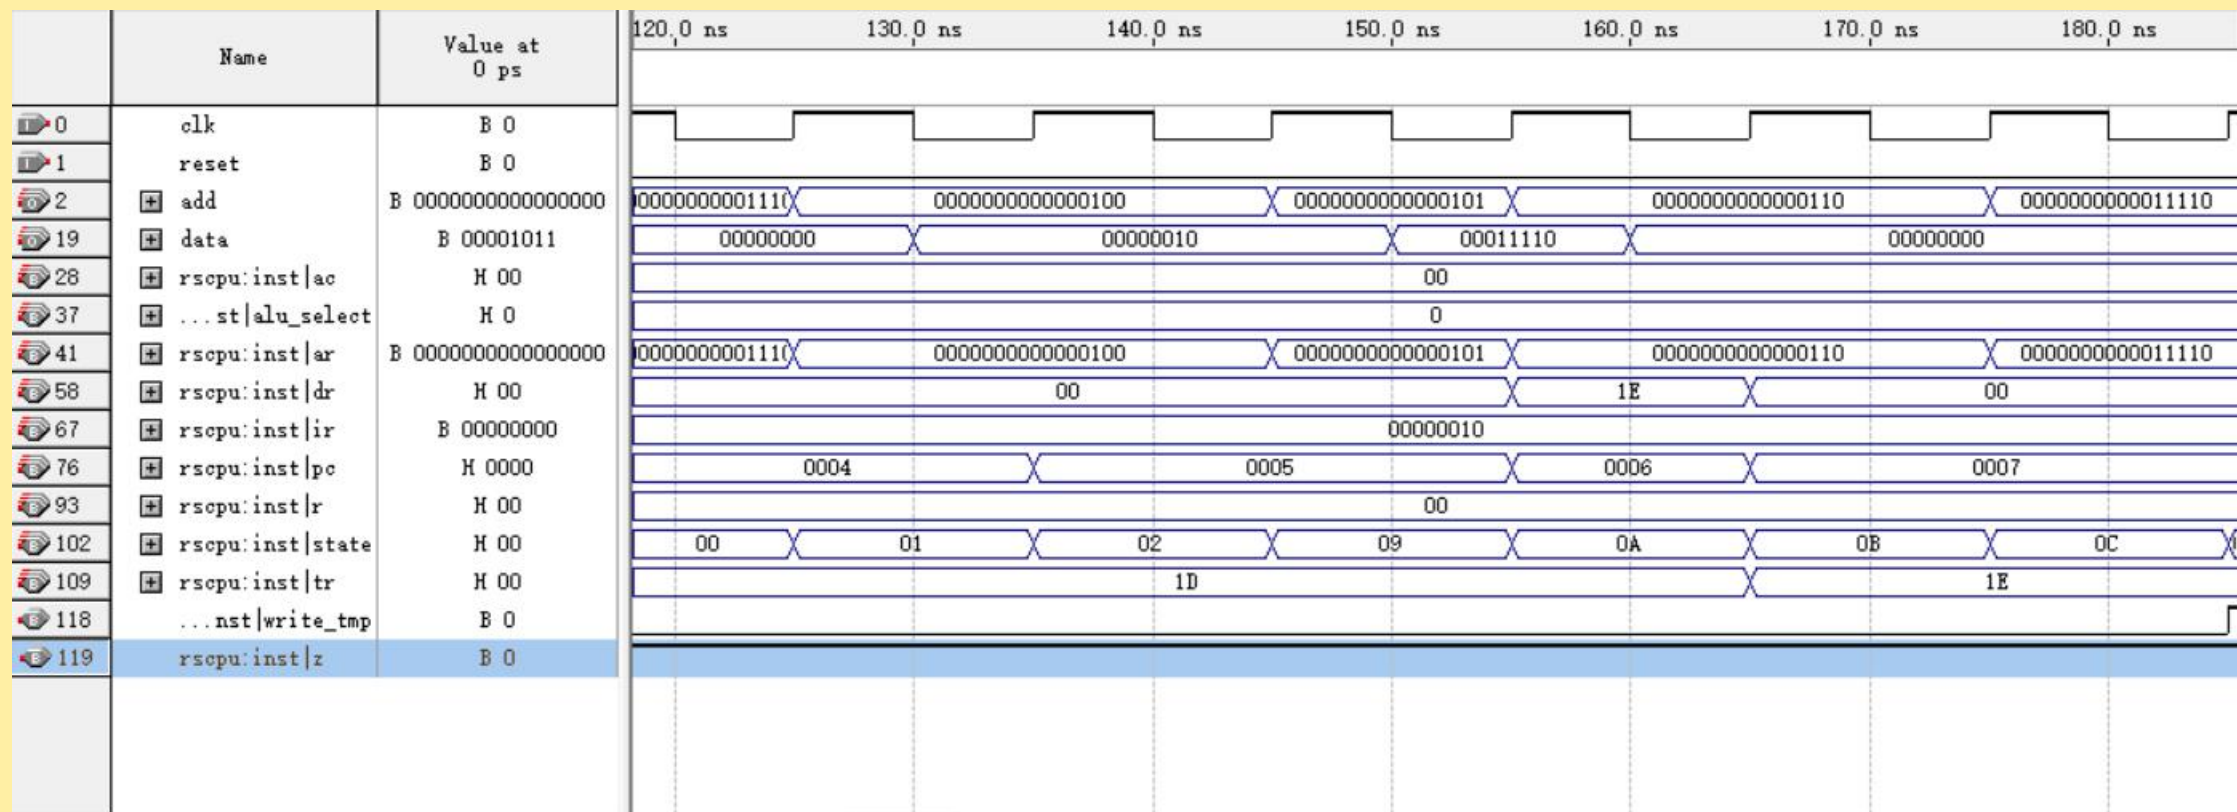 120.0 ns 130.0 ns 140.0 ns 150.0 ns 160.0 ns 170.0 ns 180.0 ns
Name
Value at
0 ps
0 clk B 0
1 reset B 0
2 add B 0000000000000000 0000000000000100 0000000000000101 0000000000000110 0000000000011110
19 data B 00001011 00000000 00000010 00011110 00000000
28 rscpu:inst|ac H 00 00
37 ...st|alu_select H 0 0
41 rscpu:inst|ar B 0000000000000000 0000000000000100 0000000000000101 0000000000000110 0000000000011110
58 rscpu:inst|dr H 00 00 1E 00
67 rscpu:inst|ir B 00000000 00000010
76 rscpu:inst|pc H 0000 0004 0005 0006 0007
93 rscpu:inst|r H 00 00
102 rscpu:inst|state H 00 00 01 02 09 0A 0B 0C
109 rscpu:inst|tr H 00 1D 1E
118 ...nst|write_tmp B 0
119 rscpu:inst|z B 0